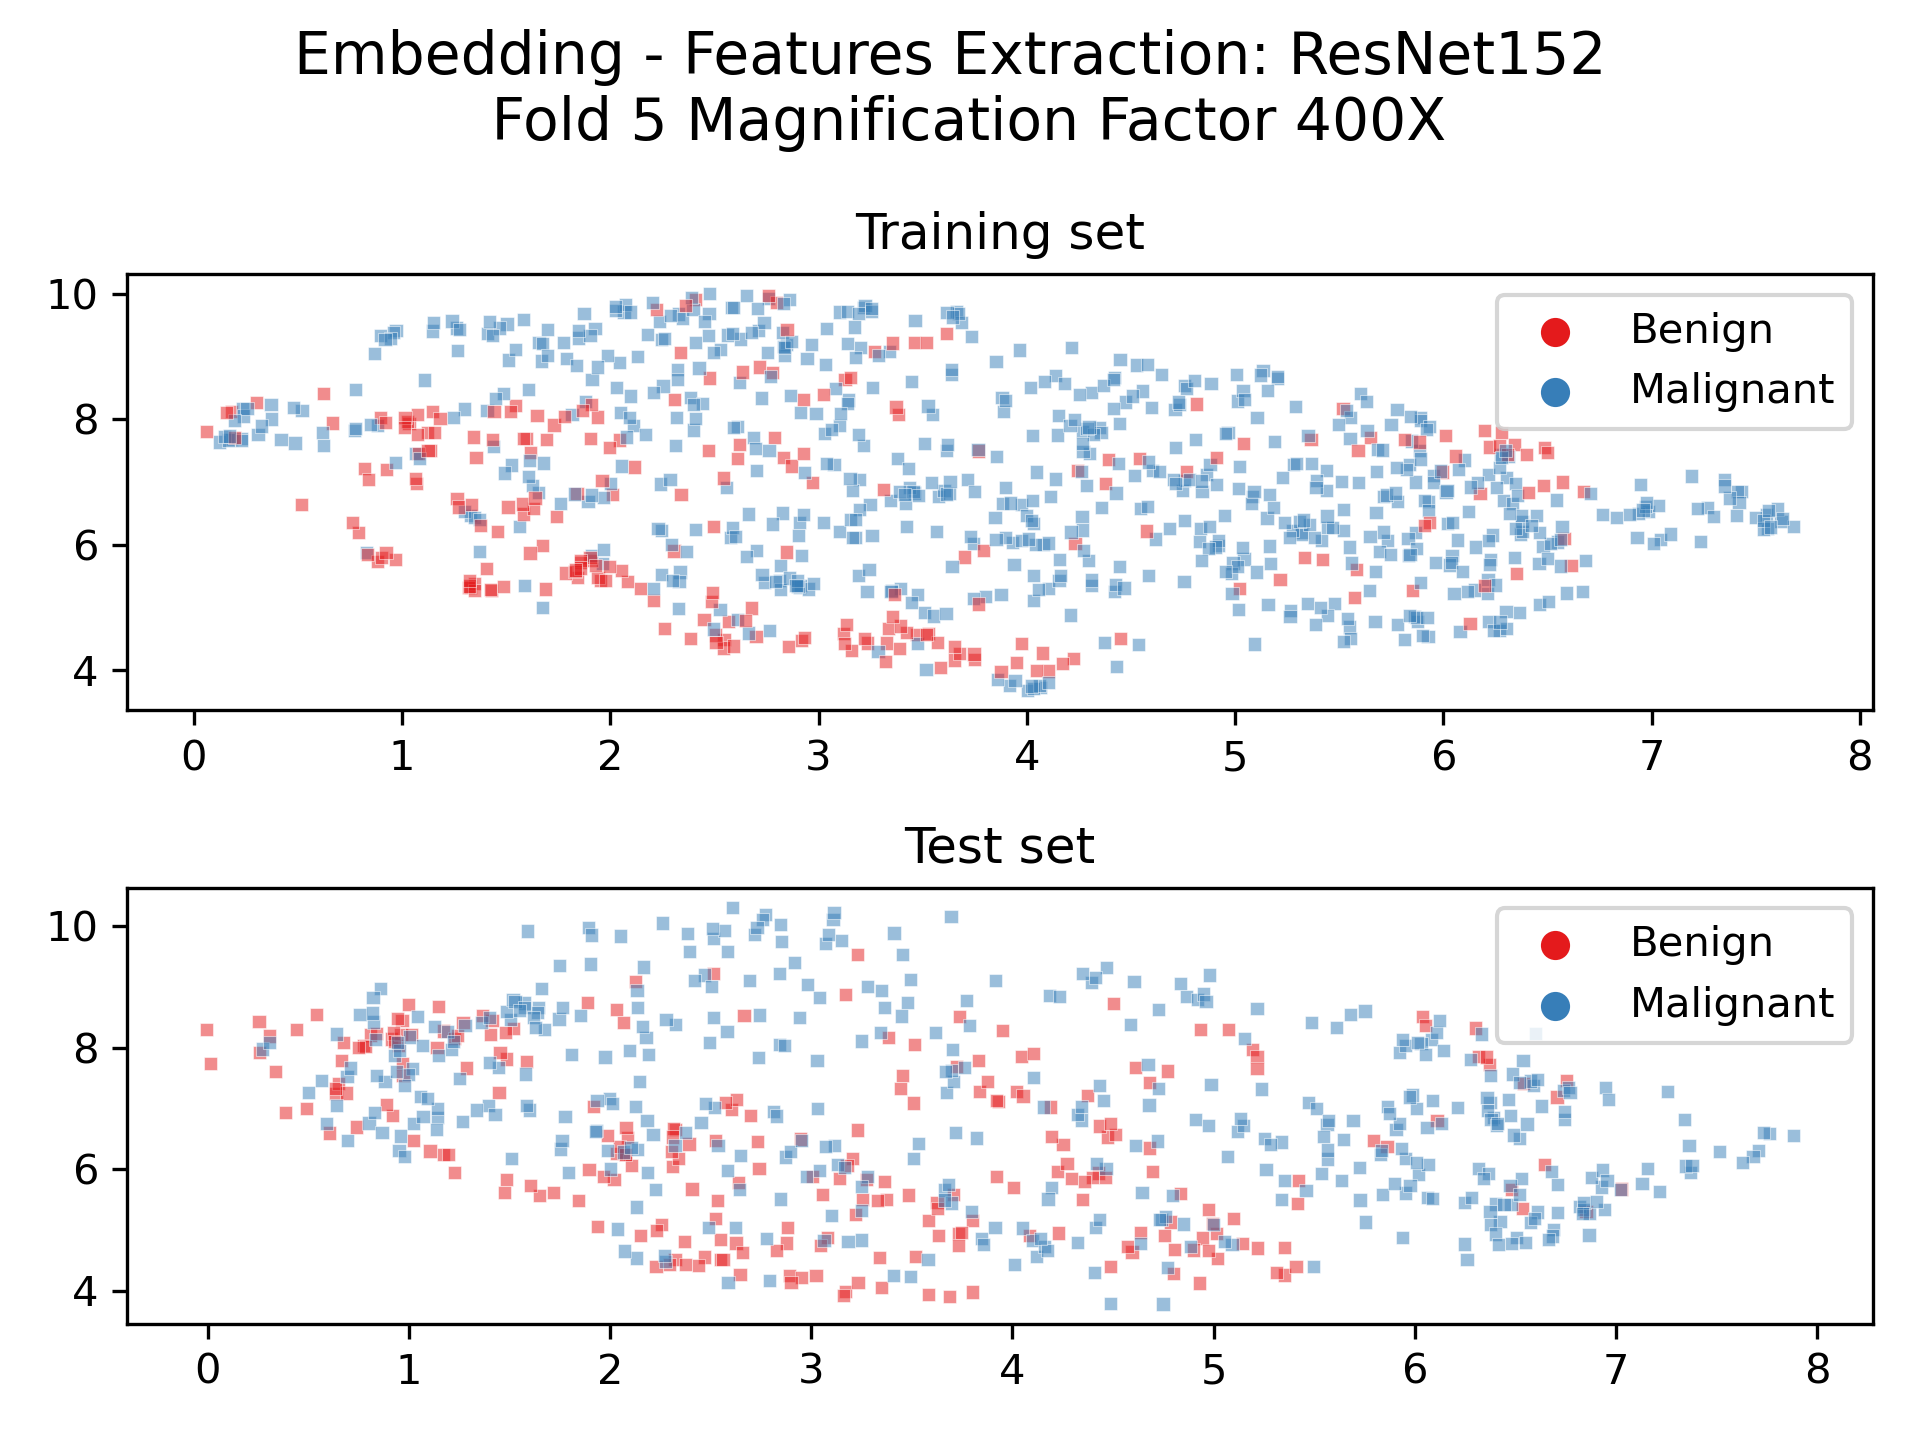 Embedding - Features Extraction: ResNet152
Fold 5 Magnification Factor 400X
Training set
10
8
6
4
Benign
Malignant
0 1 2 3 4 5 6 7 8
Test set
10
8
6
4
Benign
Malignant
0 1 2 3 4 5 6 7 8